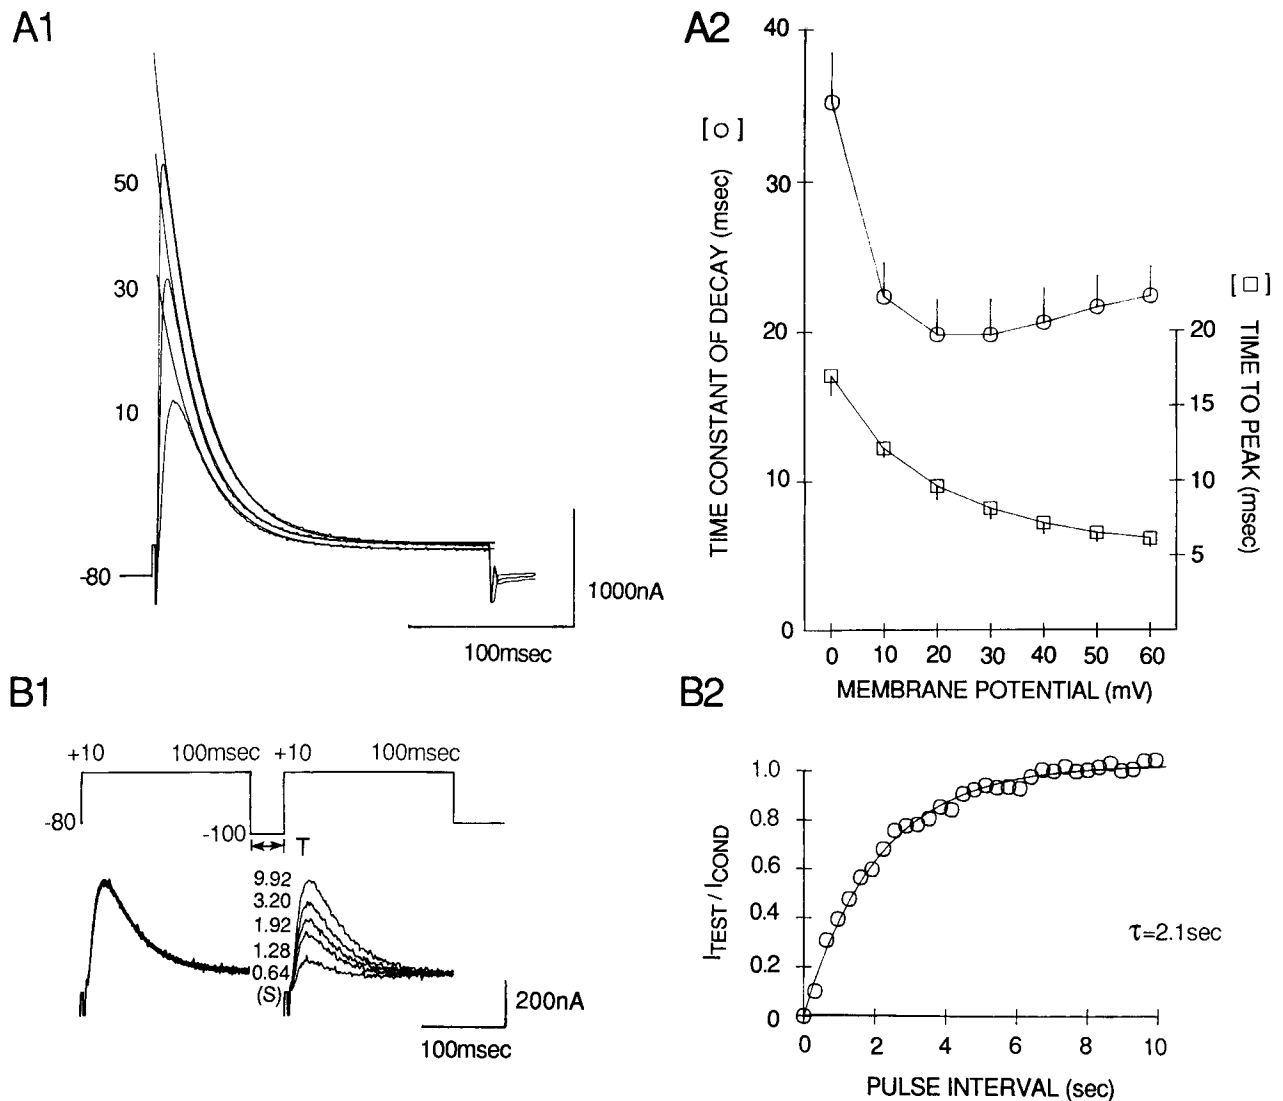 A1
50
30
10
-80
1000nA
100msec
A2
[○]
TIME CONSTANT OF DECAY (msec)
40
30
20
10
0
[□]
TIME TO PEAK (msec)
20
15
10
5
0 10 20 30 40 50 60
MEMBRANE POTENTIAL (mV)
B1
+10 100msec +10 100msec
-80
-100
T
9.92
3.20
1.92
1.28
0.64
(S)
200nA
100msec
B2
ITEST / ICOND
1.0
0.8
0.6
0.4
0.2
0
τ=2.1sec
0 2 4 6 8 10
PULSE INTERVAL (sec)